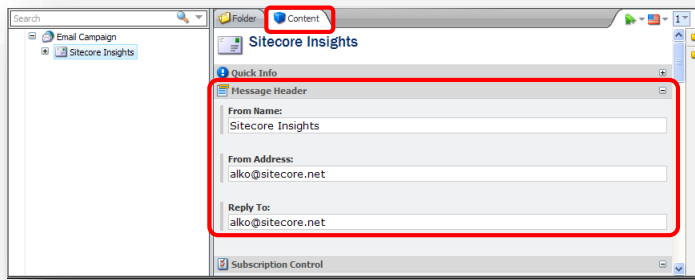 Search
Folder
Content
1
Email Campaign
Sitecore Insights
Sitecore Insights
Quick Info
Message Header
From Name:
Sitecore Insights
From Address:
alko@sitecore.net
Reply To:
alko@sitecore.net
Subscription Control